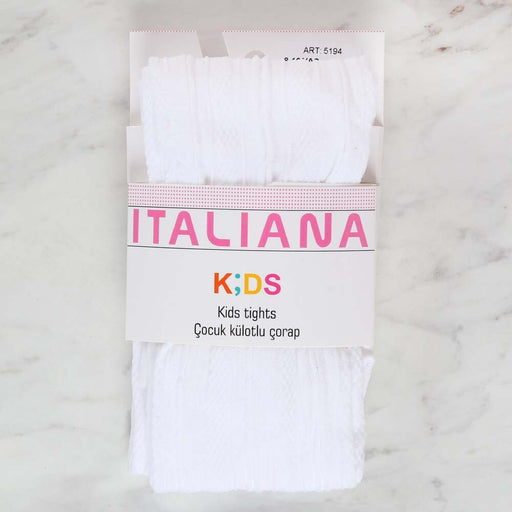 ART: 5194
ITALIANA
K;DS
Kids tights
Çocuk külotlu çorap